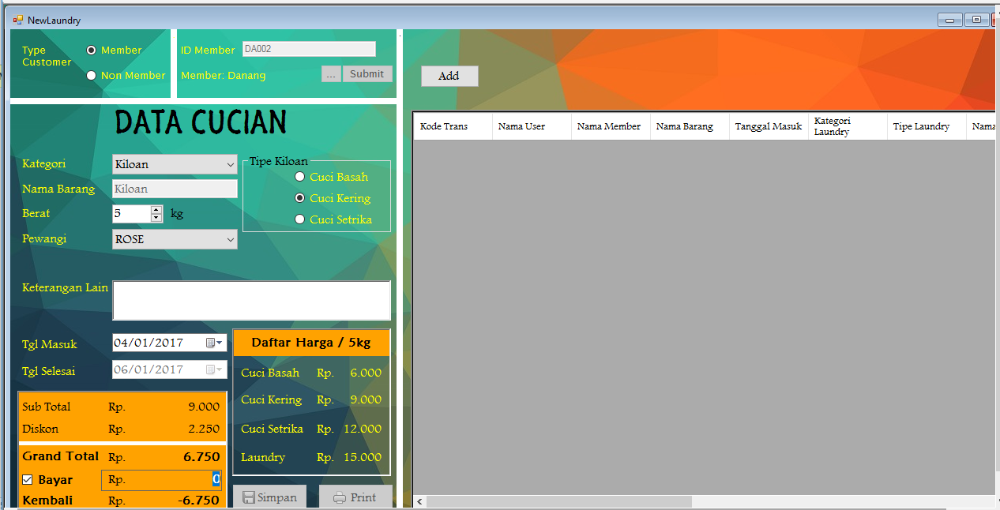 NewLaundry
Type Customer
Member
Non Member
ID Member DA002
Member: Danang
... Submit
Add
DATA CUCIAN
Kategori Kiloan
Nama Barang Kiloan
Berat 5 kg
Pewangi ROSE
Tipe Kiloan
Cuci Basah
Cuci Kering
Cuci Setrika
Keterangan Lain
Tgl Masuk 04/01/2017
Tgl Selesai 06/01/2017
Daftar Harga / 5kg
Cuci Basah Rp. 6.000
Cuci Kering Rp. 9.000
Cuci Setrika Rp. 12.000
Laundry Rp. 15.000
Sub Total Rp. 9.000
Diskon Rp. 2.250
Grand Total Rp. 6.750
Bayar Rp. 0
Kembali Rp. -6.750
Simpan Print
Kode Trans Nama User Nama Member Nama Barang Tanggal Masuk Kategori Laundry Tipe Laundry Nama